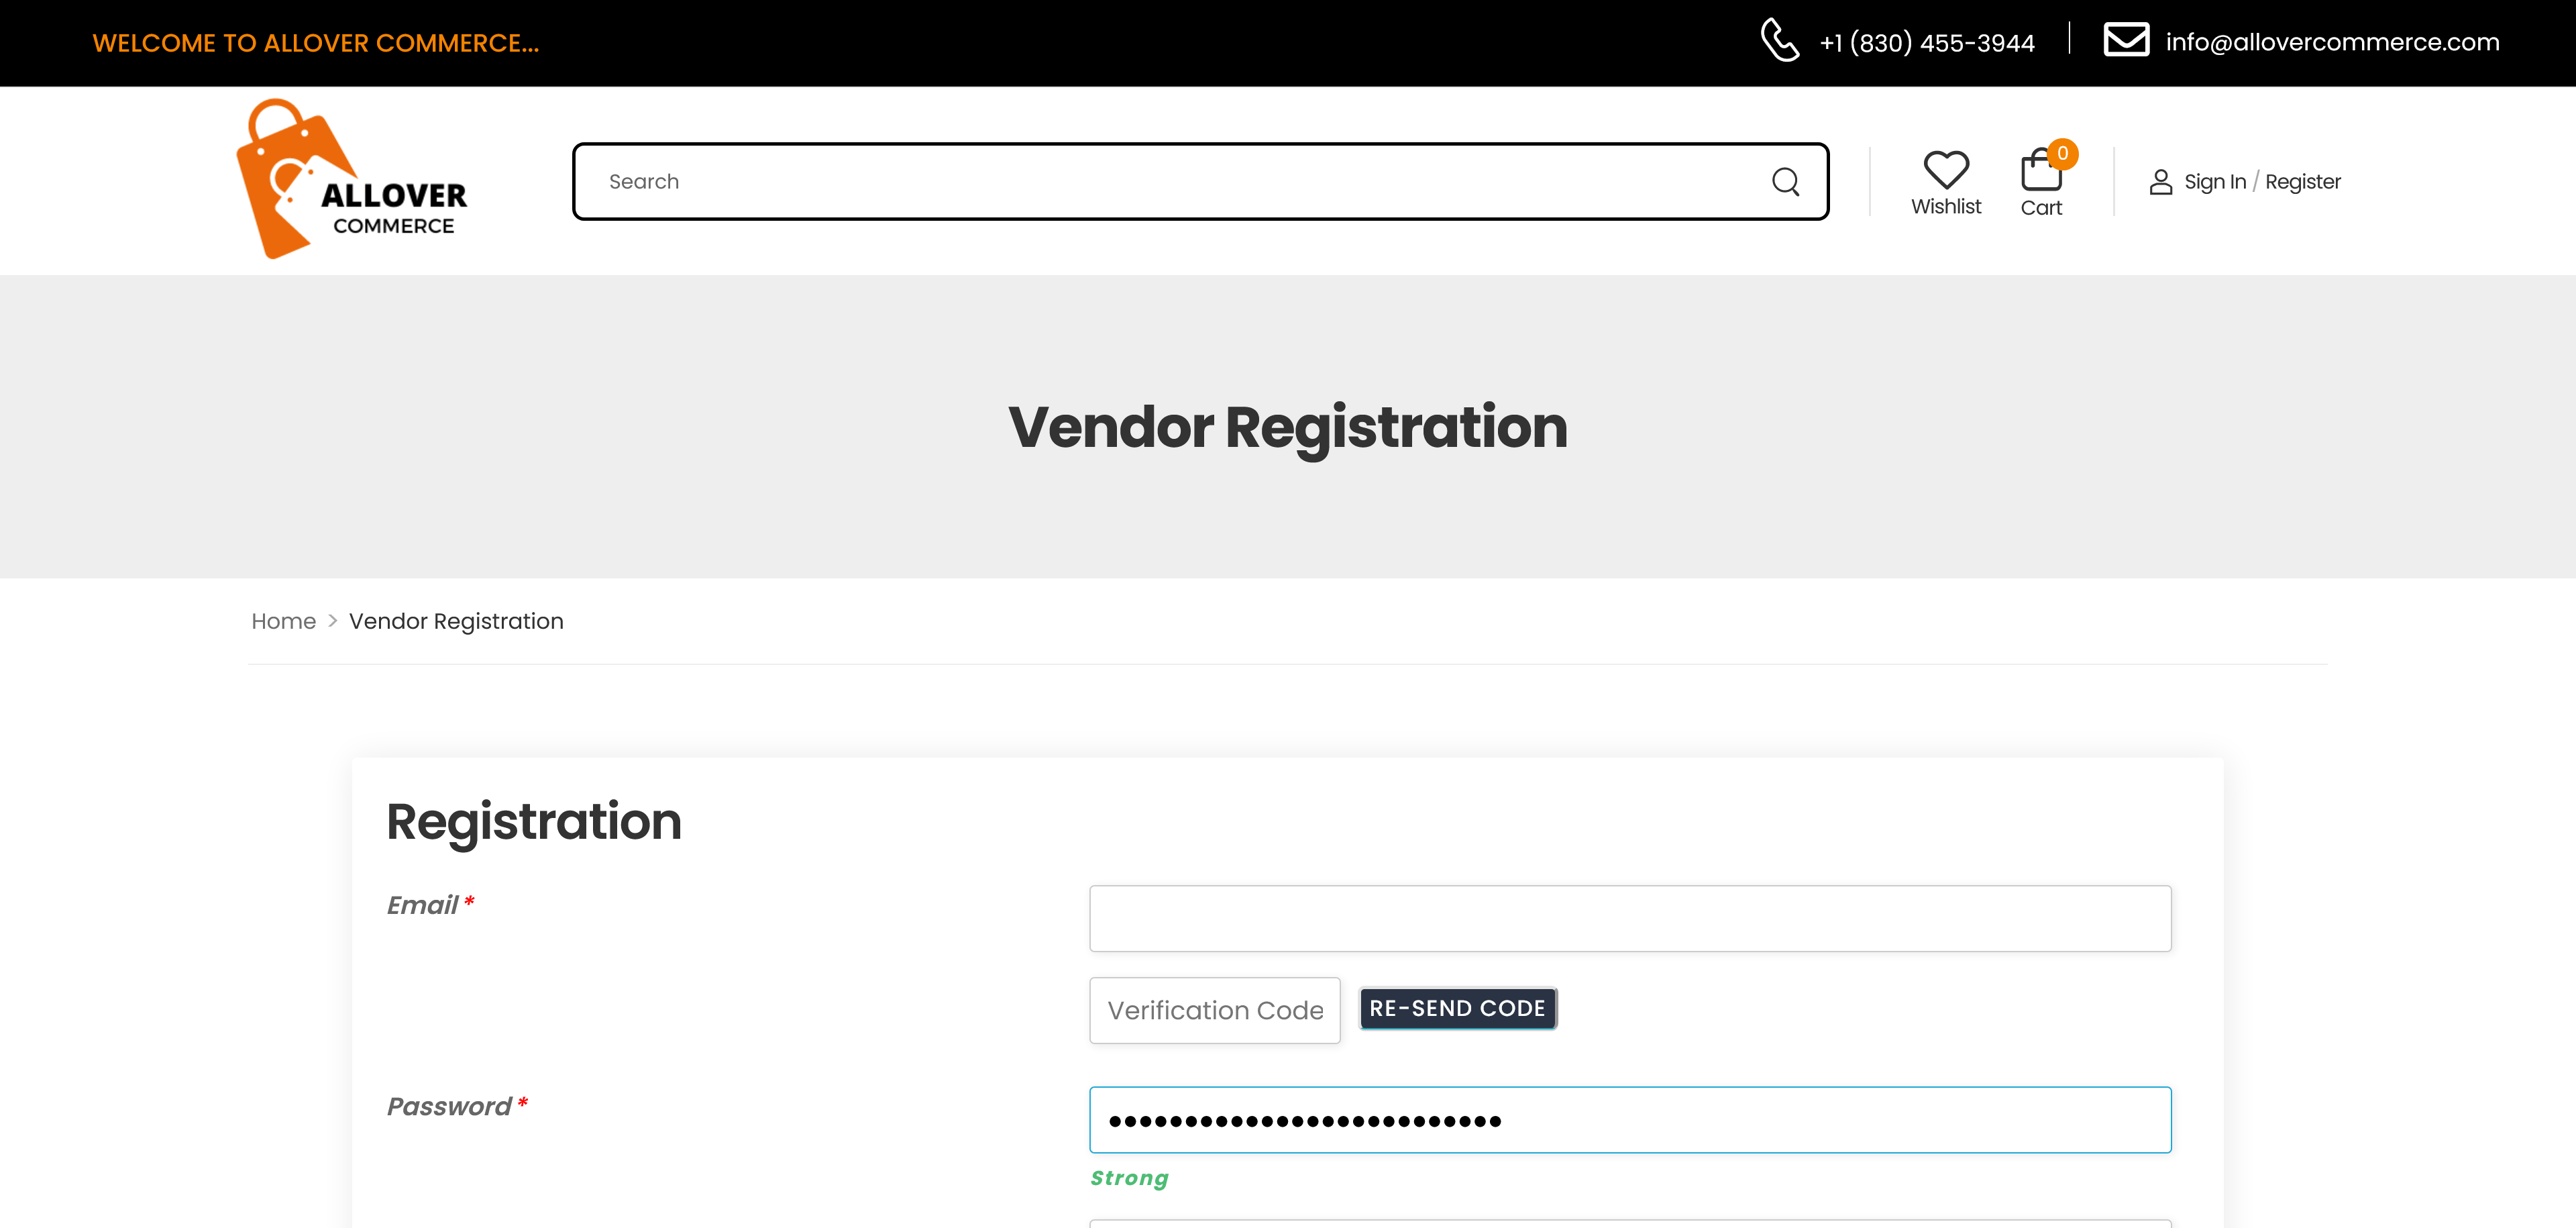 WELCOME TO ALLOVER COMMERCE...
+1 (830) 455-3944
info@allovercommerce.com
ALLOVER
COMMERCE
Search
Wishlist
0
Cart
Sign In / Register
Vendor Registration
Home > Vendor Registration
Registration
Email *
Verification Code
RE-SEND CODE
Password *
••••••••••••••••••••••••••
Strong